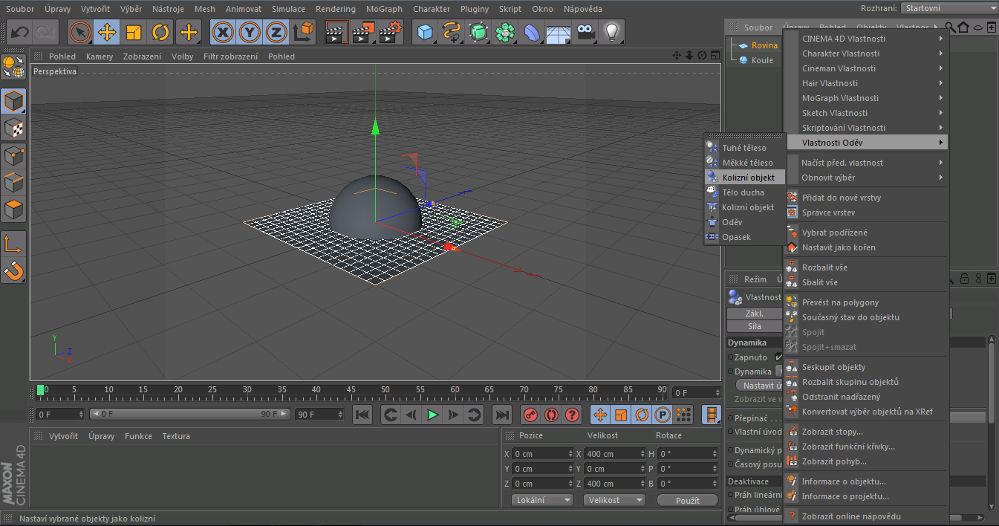 Soubor Úpravy Vytvořit Výběr Nástroje Mesh Animovat Simulace Rendering MoGraph Charakter Pluginy Skript Okno Nápověda
Rozhraní: Startovní
Soubor Úpravy Pohled Objekty Vlastnos
Rovina
Koule
Pohled Kamery Zobrazení Volby Filtr zobrazení Pohled
Perspektiva
Y
Z
X
CINEMA 4D Vlastnosti
Charakter Vlastnosti
Cineman Vlastnosti
Hair Vlastnosti
MoGraph Vlastnosti
Sketch Vlastnosti
Skriptování Vlastnosti
Vlastnosti Oděv
Načíst před. vlastnost
Obnovit výběr
Přidat do nové vrstvy
Správce vrstev
Vybrat podřízené
Nastavit jako kořen
Rozbalit vše
Sbalit vše
Převést na polygony
Současný stav do objektu
Spojit
Spojit+smazat
Seskupit objekty
Rozbalit skupinu objektů
Odstranit nadřazený
Konvertovat výběr objektů na XRef
Zobrazit stopy...
Zobrazit funkční křivky...
Zobrazit pohyb...
Informace o objektu...
Informace o projektu...
Zobrazit online nápovědu
Tuhé těleso
Měkké těleso
Kolizní objekt
Tělo ducha
Kolizní objekt
Oděv
Opasek
Režim Ú
Vlastnost
Zákl.
Síla
Dynamika
Zapnuto
Dynamika
Nastavit ú
Zobrazit ve v
Přepínač . . .
Vlastní úvod
Dynamický p
Časový posu
Deaktivace
Práh lineární
Práh úhlové
0 5 10 15 20 25 30 35 40 45 50 55 60 65 70 75 80 85 90 0 F
0 F 0 F 90 F 90 F
Vytvořit Úpravy Funkce Textura
Pozice Velikost Rotace
X 0 cm X 400 cm H 0 °
Y 0 cm Y 0 cm P 0 °
Z 0 cm Z 400 cm B 0 °
Lokální Velikost Použít
MAXON
CINEMA 4D
Nastaví vybrané objekty jako kolizní